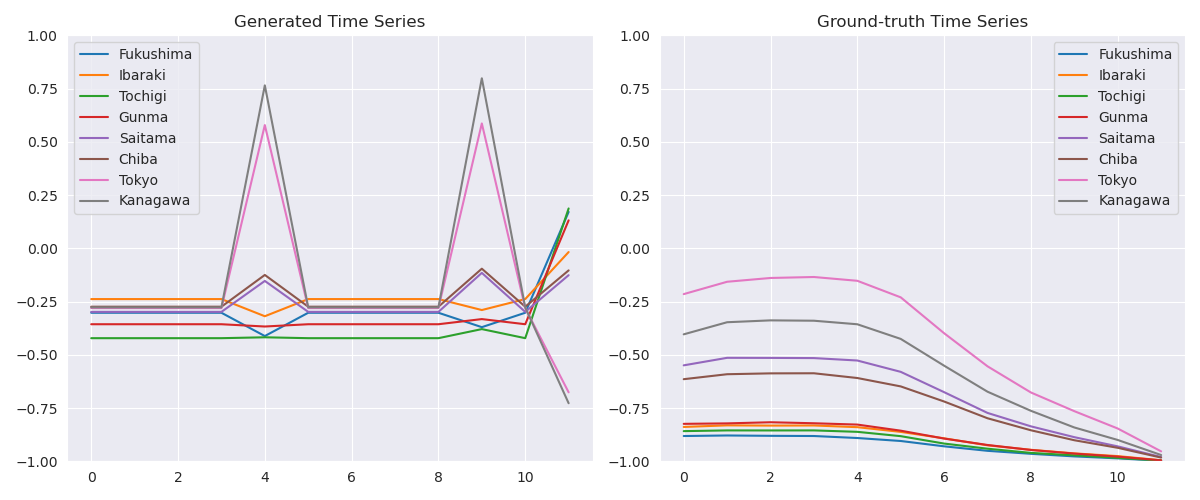 Generated Time Series
1.00
0.75
0.50
0.25
0.00
−0.25
−0.50
−0.75
−1.00
0 2 4 6 8 10
Fukushima
Ibaraki
Tochigi
Gunma
Saitama
Chiba
Tokyo
Kanagawa
Ground-truth Time Series
1.00
0.75
0.50
0.25
0.00
−0.25
−0.50
−0.75
−1.00
0 2 4 6 8 10
Fukushima
Ibaraki
Tochigi
Gunma
Saitama
Chiba
Tokyo
Kanagawa